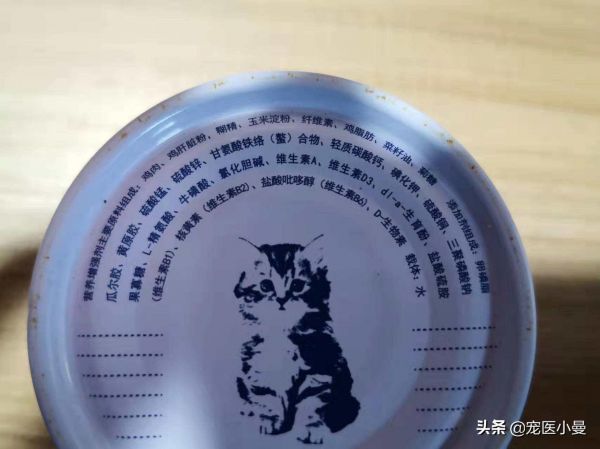 营养增强剂主要原料组成：鸡肉、鸡肝脏粉、糊精、玉米淀粉、纤维素、鸡脂肪、菜籽油、葡糖 添加剂组成：卵磷脂
瓜尔胶、黄原胶、硫酸锰、硫酸锌、甘氨酸铁络（螯）合物、轻质碳酸钙、碘化钾、硫酸铜、三聚磷酸钠
果寡糖、L-精氨酸、牛磺酸、氯化胆碱、维生素A、维生素D3、dl-a-生育酚、盐酸硫胺
（维生素B1）、核黄素（维生素B2）、盐酸吡哆醇（维生素B6）、D-生物素 载体：水
头条 @宠医小曼